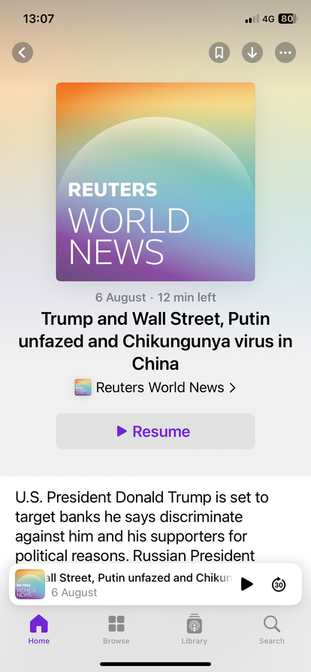 13:07
4G 80
REUTERS
WORLD
NEWS
6 August · 12 min left
Trump and Wall Street, Putin
unfazed and Chikungunya virus in
China
Reuters World News
Resume
U.S. President Donald Trump is set to
target banks he says discriminate
against him and his supporters for
political reasons. Russian President
all Street, Putin unfazed and Chikun
6 August
30
Home Browse Library Search